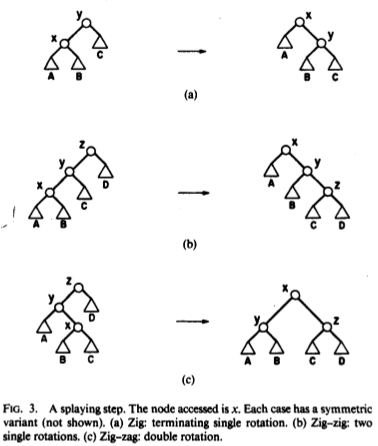 y x
x y
C A
A B B C
(a)
z x
y y
x D A z
C B
A B C D
(b)
z x
y
x D y z
A
B C A B C D
(c)
FIG. 3. A splaying step. The node accessed is x. Each case has a symmetric
variant (not shown). (a) Zig: terminating single rotation. (b) Zig-zig: two
single rotations. (c) Zig-zag: double rotation.